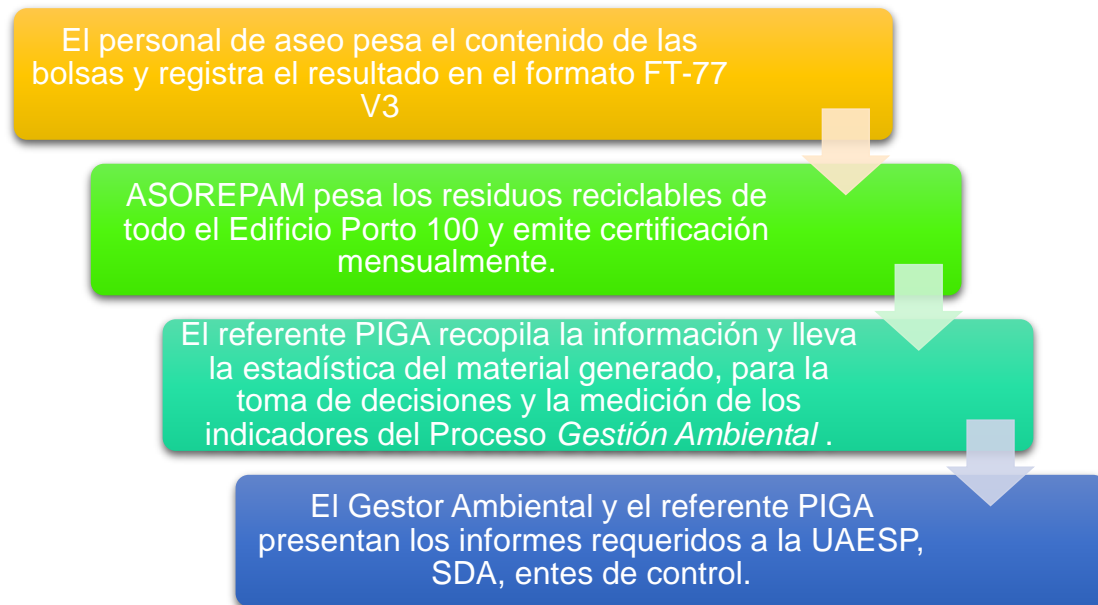 El personal de aseo pesa el contenido de las
bolsas y registra el resultado en el formato FT-77
V3
ASOREPAM pesa los residuos reciclables de
todo el Edificio Porto 100 y emite certificación
mensualmente.
El referente PIGA recopila la información y lleva
la estadística del material generado, para la
toma de decisiones y la medición de los
indicadores del Proceso Gestión Ambiental .
El Gestor Ambiental y el referente PIGA
presentan los informes requeridos a la UAESP,
SDA, entes de control.